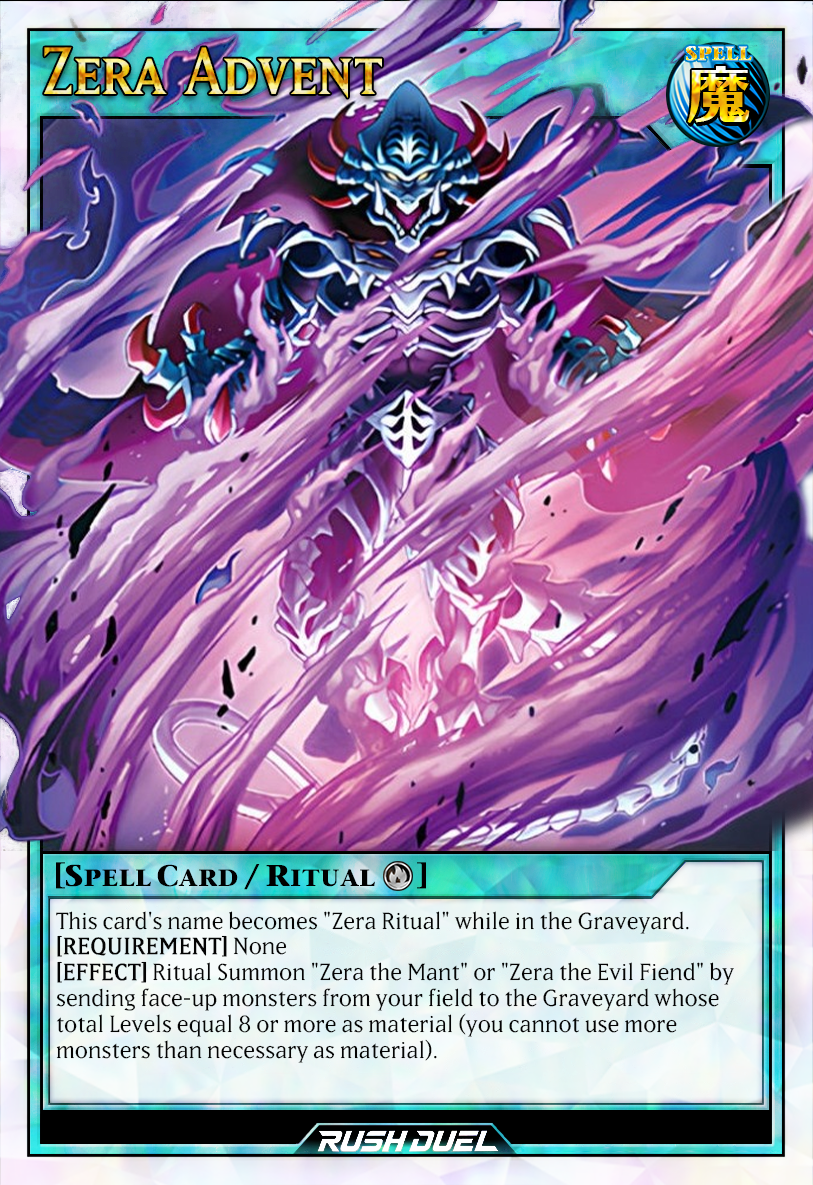 Zera Advent
SPELL
魔
[Spell Card / Ritual]
This card's name becomes "Zera Ritual" while in the Graveyard.
[REQUIREMENT] None
[EFFECT] Ritual Summon "Zera the Mant" or "Zera the Evil Fiend" by
sending face-up monsters from your field to the Graveyard whose
total Levels equal 8 or more as material (you cannot use more
monsters than necessary as material).
RUSH DUEL